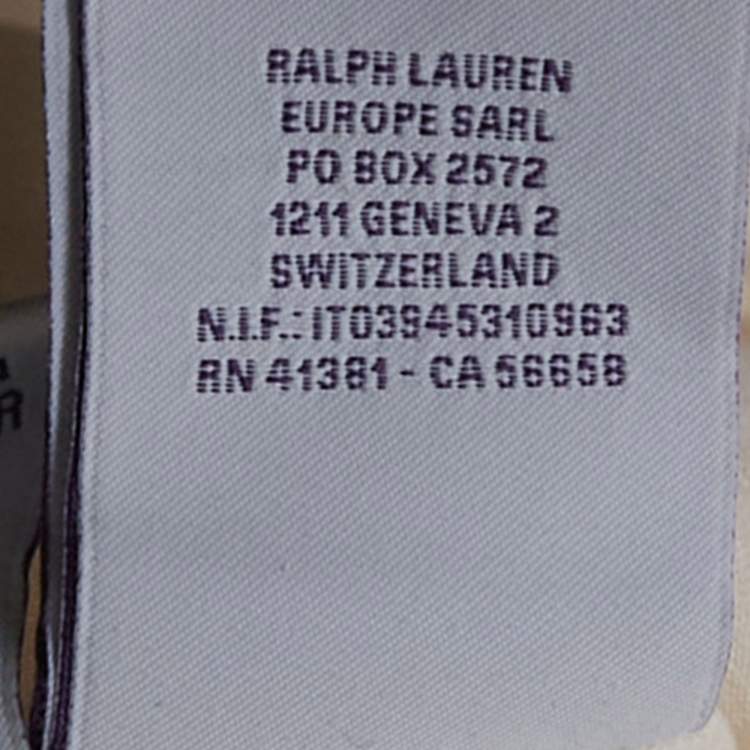 RALPH LAUREN
EUROPE SARL
PO BOX 2572
1211 GENEVA 2
SWITZERLAND
N.I.F.: IT03945310963
RN 41381 - CA 56658
R